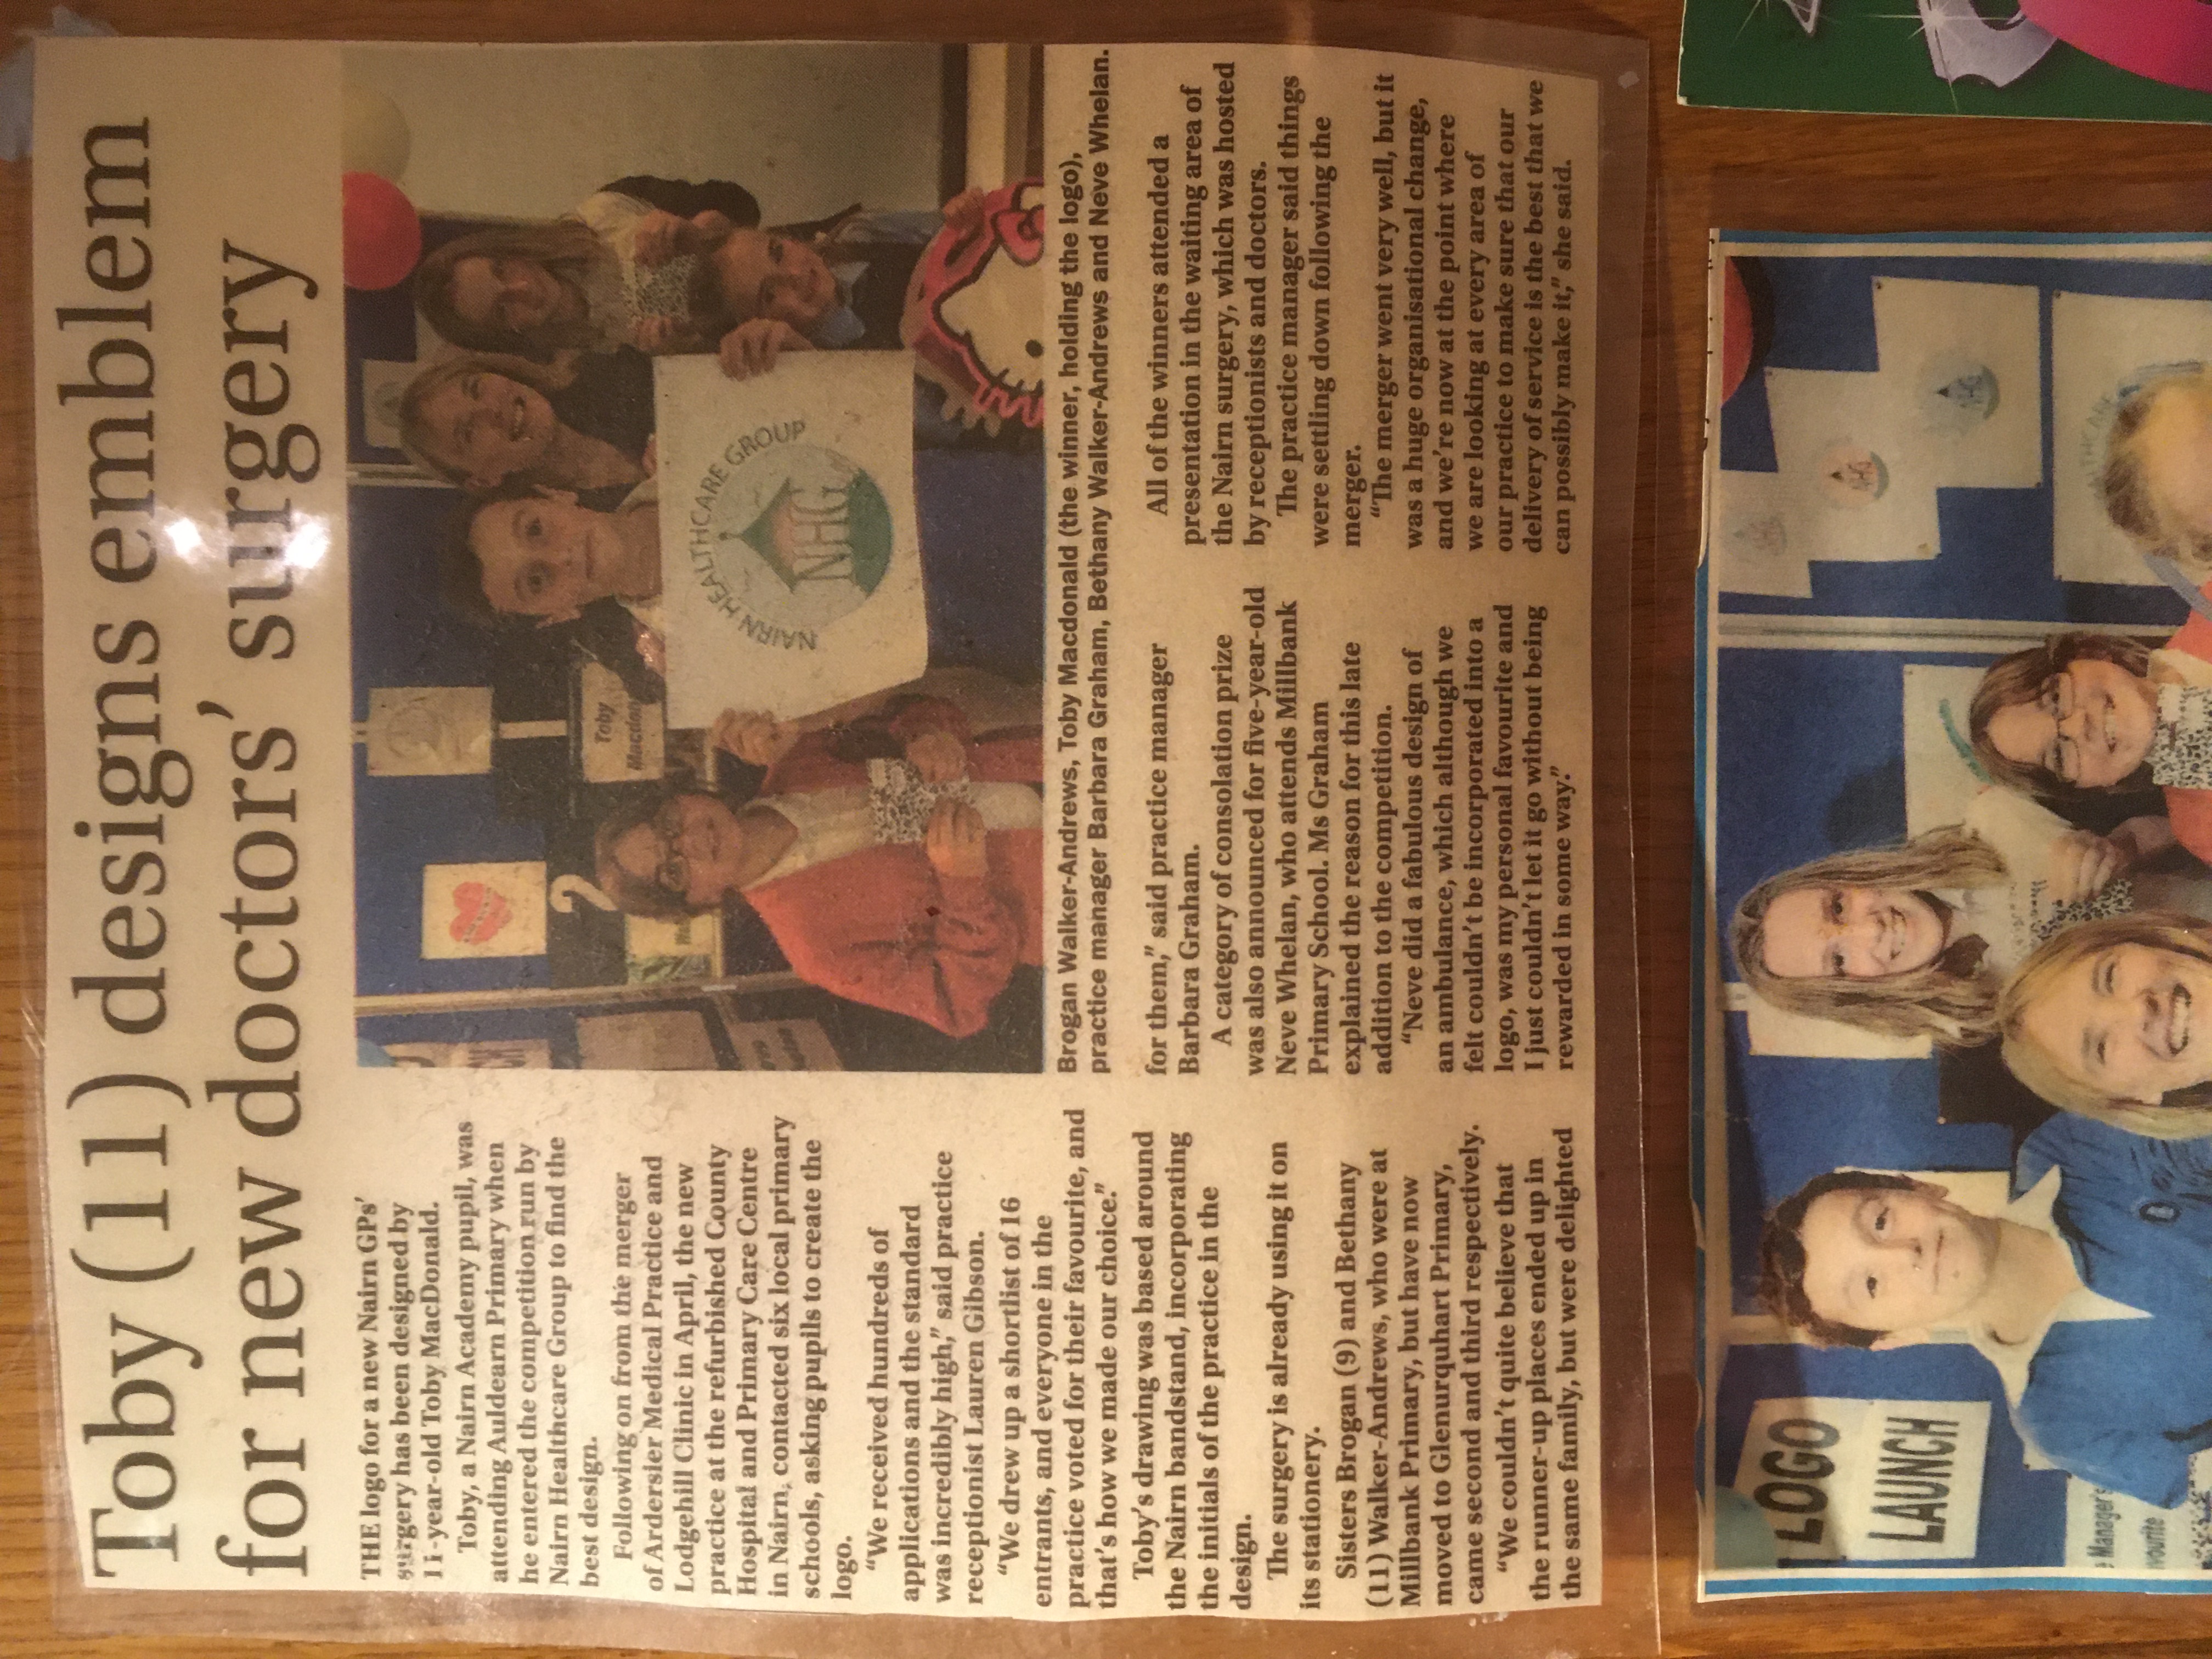 Toby (11) designs emblem
for new doctors' surgery
THE logo for a new Nairn GPs'
surgery has been designed by
11-year-old Toby MacDonald.
Toby, a Nairn Academy pupil, was
attending Auldearn Primary when
he entered the competition run by
Nairn Healthcare Group to find the
best design.
Following on from the merger
of Ardersier Medical Practice and
Lodgehill Clinic in April, the new
practice at the refurbished County
Hospital and Primary Care Centre
in Nairn, contacted six local primary
schools, asking pupils to create the
logo.
“We received hundreds of
applications and the standard
was incredibly high,” said practice
receptionist Lauren Gibson.
“We drew up a shortlist of 16
entrants, and everyone in the
practice voted for their favourite, and
that's how we made our choice.”
Toby's drawing was based around
the Nairn bandstand, incorporating
the initials of the practice in the
design.
The surgery is already using it on
its stationery.
Sisters Brogan (9) and Bethany
(11) Walker-Andrews, who were at
Millbank Primary, but have now
moved to Glenurquhart Primary,
came second and third respectively.
“We couldn't quite believe that
the runner-up places ended up in
the same family, but were delighted
2
Toby
Macdon
NAIRN HEALTHCARE GROUP
NHG
Brogan Walker-Andrews, Toby Macdonald (the winner, holding the logo),
practice manager Barbara Graham, Bethany Walker-Andrews and Neve Whelan.
for them,” said practice manager
Barbara Graham.
A category of consolation prize
was also announced for five-year-old
Neve Whelan, who attends Millbank
Primary School. Ms Graham
explained the reason for this late
addition to the competition.
“Neve did a fabulous design of
an ambulance, which although we
felt couldn't be incorporated into a
logo, was my personal favourite and
I just couldn't let it go without being
rewarded in some way.”
All of the winners attended a
presentation in the waiting area of
the Nairn surgery, which was hosted
by receptionists and doctors.
The practice manager said things
were settling down following the
merger.
“The merger went very well, but it
was a huge organisational change,
and we're now at the point where
we are looking at every area of
our practice to make sure that our
delivery of service is the best that we
can possibly make it,” she said.
LOGO
LAUNCH
e Manager's
vourite
NHG
NHG